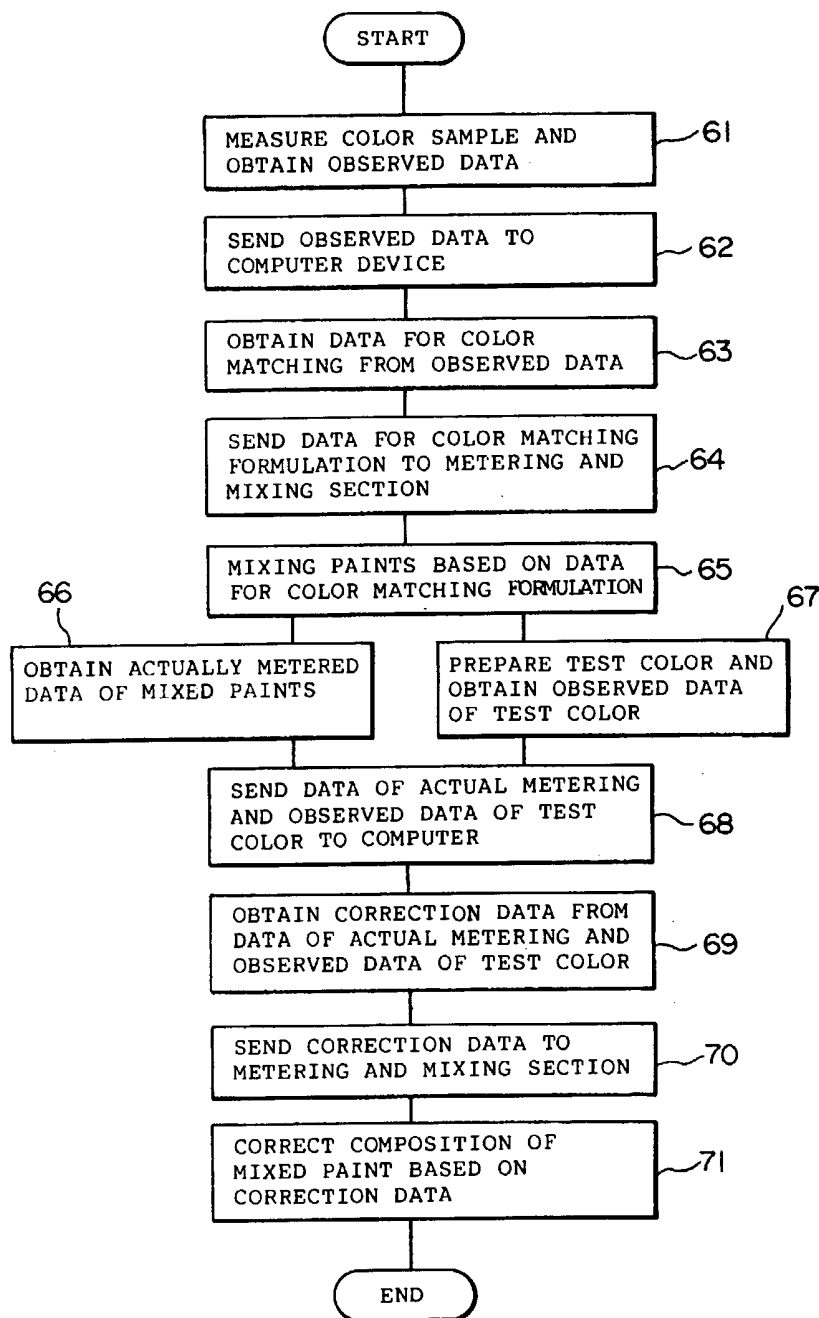 START
MEASURE COLOR SAMPLE AND
OBTAIN OBSERVED DATA
61
SEND OBSERVED DATA TO
COMPUTER DEVICE
62
OBTAIN DATA FOR COLOR
MATCHING FROM OBSERVED DATA
63
SEND DATA FOR COLOR MATCHING
FORMULATION TO METERING AND
MIXING SECTION
64
MIXING PAINTS BASED ON DATA
FOR COLOR MATCHING FORMULATION
65
66
OBTAIN ACTUALLY METERED
DATA OF MIXED PAINTS
67
PREPARE TEST COLOR AND
OBTAIN OBSERVED DATA
OF TEST COLOR
SEND DATA OF ACTUAL METERING
AND OBSERVED DATA OF TEST
COLOR TO COMPUTER
68
OBTAIN CORRECTION DATA FROM
DATA OF ACTUAL METERING AND
OBSERVED DATA OF TEST COLOR
69
SEND CORRECTION DATA TO
METERING AND MIXING SECTION
70
CORRECT COMPOSITION OF
MIXED PAINT BASED ON
CORRECTION DATA
71
END